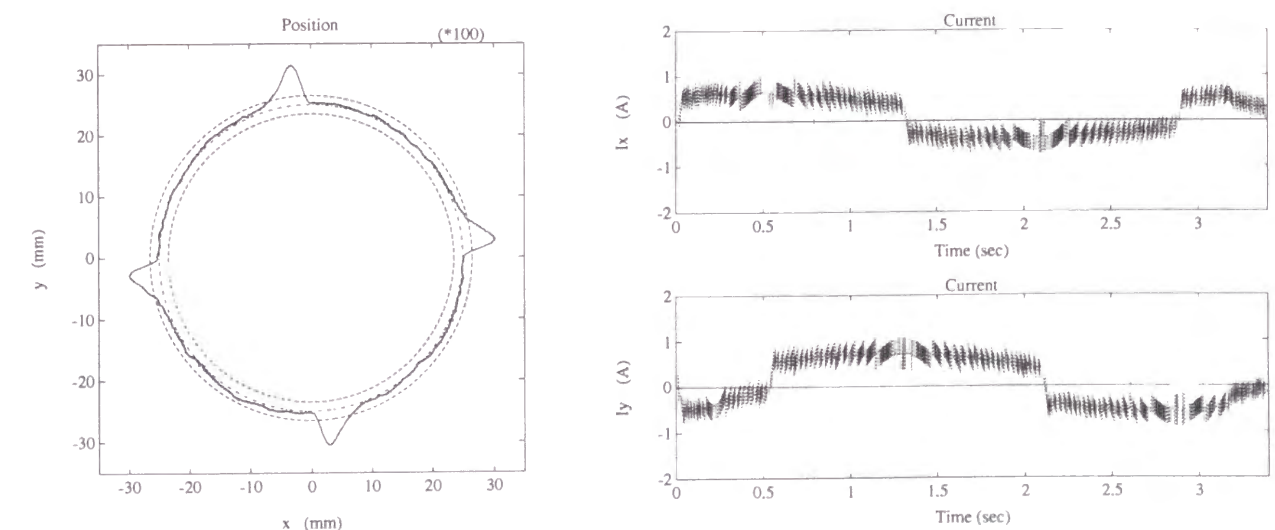 Position
(*100)
30
20
10
0
-10
-20
-30
y (mm)
-30 -20 -10 0 10 20 30
x (mm)
Current
2
1
0
-1
-2
Ix (A)
0 0.5 1 1.5 2 2.5 3
Time (sec)
Current
2
1
0
-1
-2
Iy (A)
0 0.5 1 1.5 2 2.5 3
Time (sec)